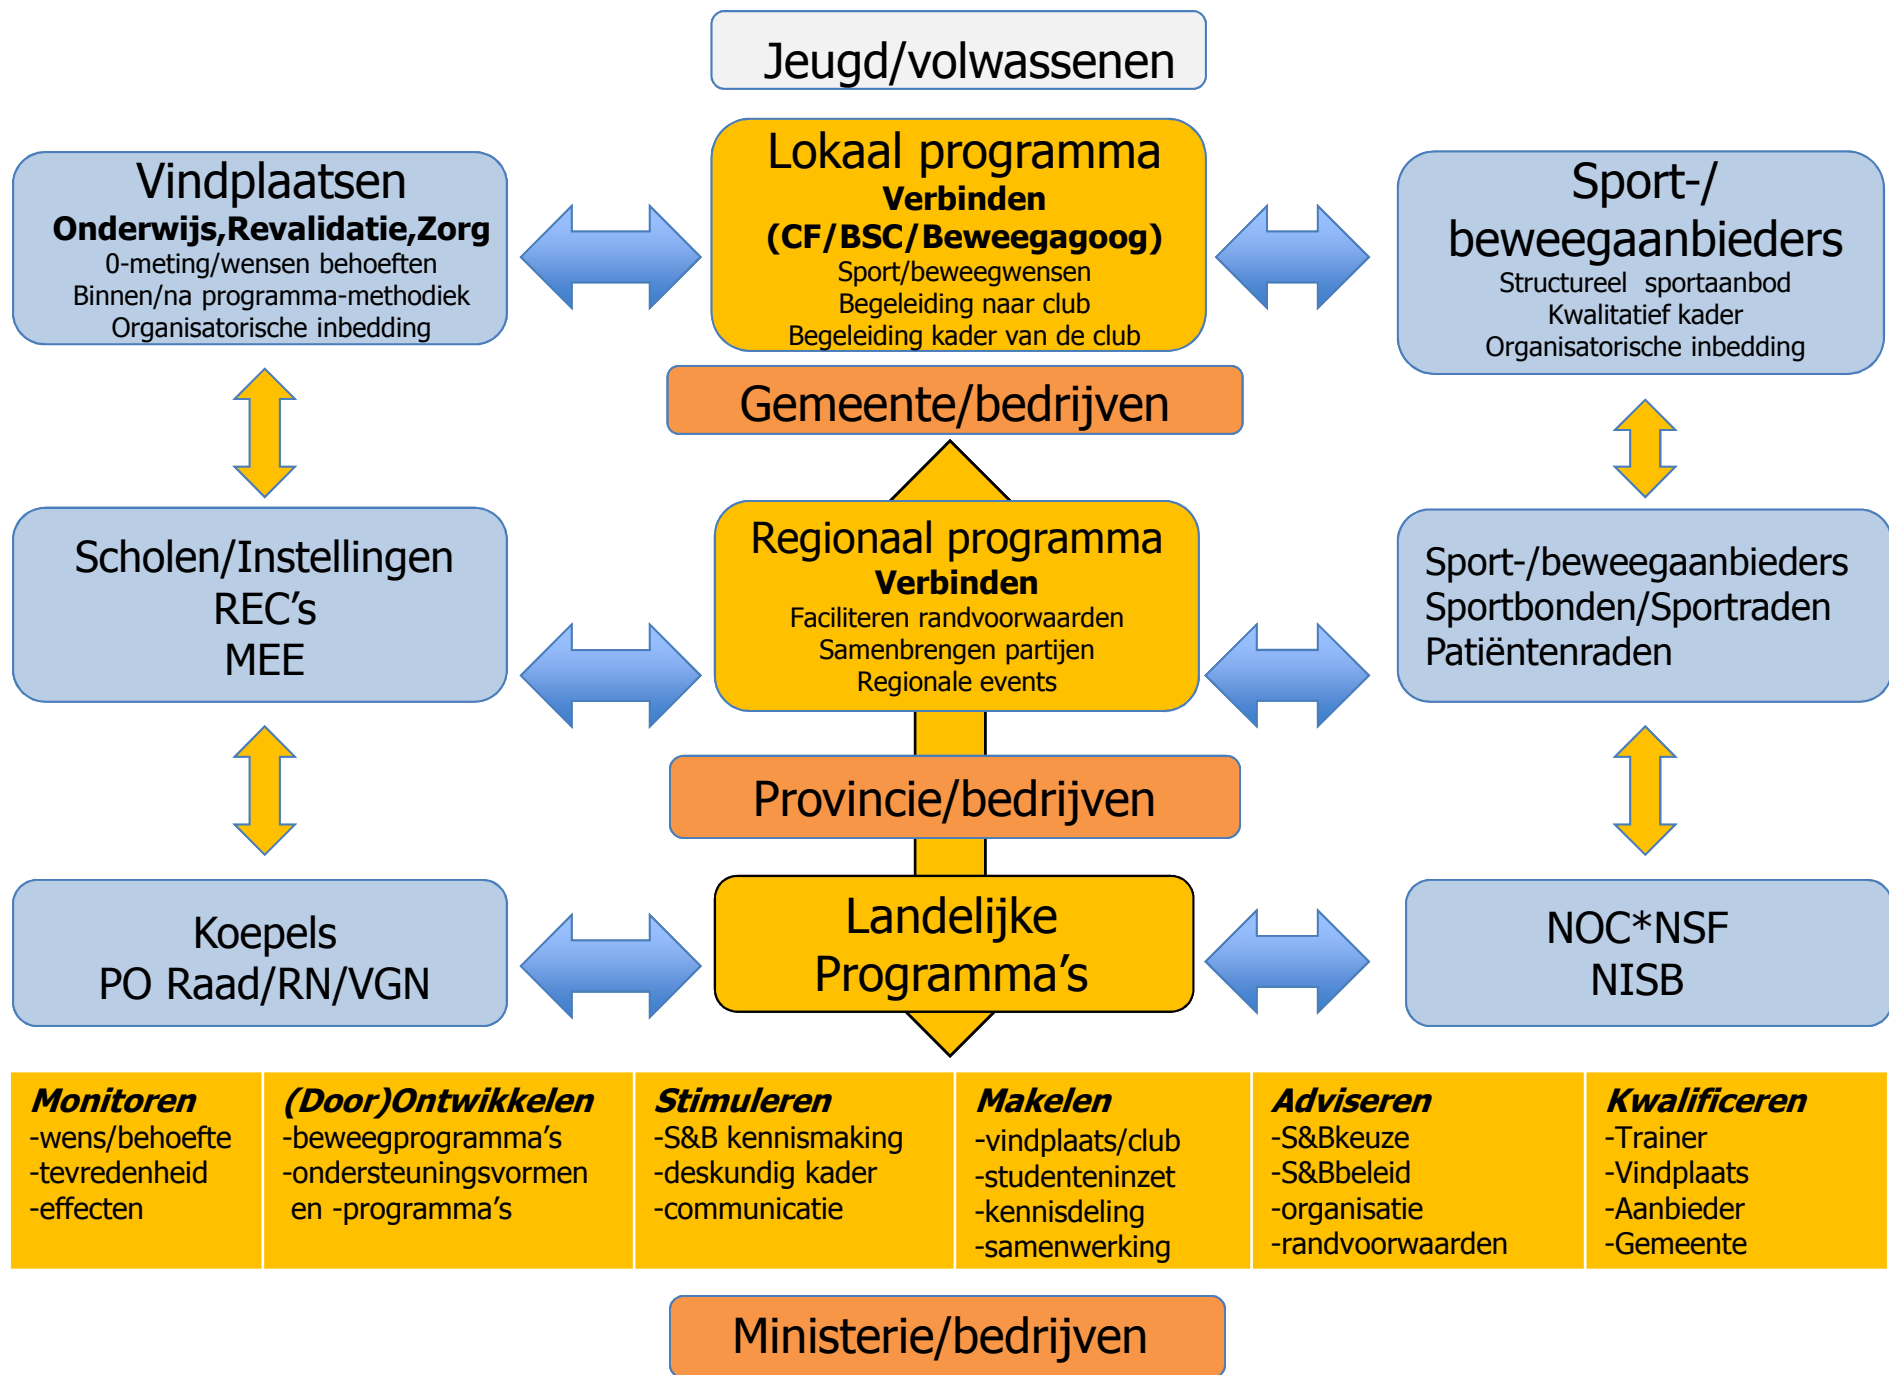 Jeugd/volwassenen
Vindplaatsen
Onderwijs,Revalidatie,Zorg
0-meting/wensen behoeften
Binnen/na programma-methodiek
Organisatorische inbedding
Lokaal programma
Verbinden
(CF/BSC/Beweegagoog)
Sport/beweegwensen
Begeleiding naar club
Begeleiding kader van de club
Sport-/
beweegaanbieders
Structureel sportaanbod
Kwalitatief kader
Organisatorische inbedding
Gemeente/bedrijven
Scholen/Instellingen
REC’s
MEE
Regionaal programma
Verbinden
Faciliteren randvoorwaarden
Samenbrengen partijen
Regionale events
Sport-/beweegaanbieders
Sportbonden/Sportraden
Patiëntenraden
Provincie/bedrijven
Koepels
PO Raad/RN/VGN
Landelijke
Programma’s
NOC*NSF
NISB
Monitoren
-wens/behoefte
-tevredenheid
-effecten
(Door)Ontwikkelen
-beweegprogramma’s
-ondersteuningsvormen
en -programma’s
Stimuleren
-S&B kennismaking
-deskundig kader
-communicatie
Makelen
-vindplaats/club
-studenteninzet
-kennisdeling
-samenwerking
Adviseren
-S&Bkeuze
-S&Bbeleid
-organisatie
-randvoorwaarden
Kwalificeren
-Trainer
-Vindplaats
-Aanbieder
-Gemeente
Ministerie/bedrijven